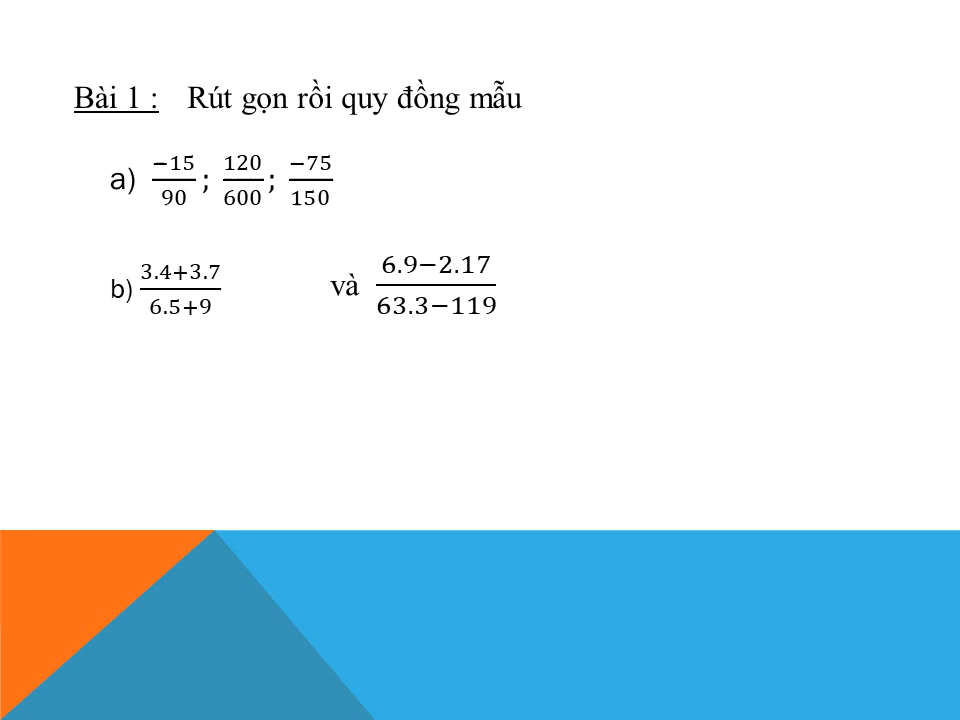 Bài 1 : Rút gọn rồi quy đồng mẫu
a) −15/90 ; 120/600 ; −75/150
b) 3.4+3.7/6.5+9 và 6.9−2.17/63.3−119